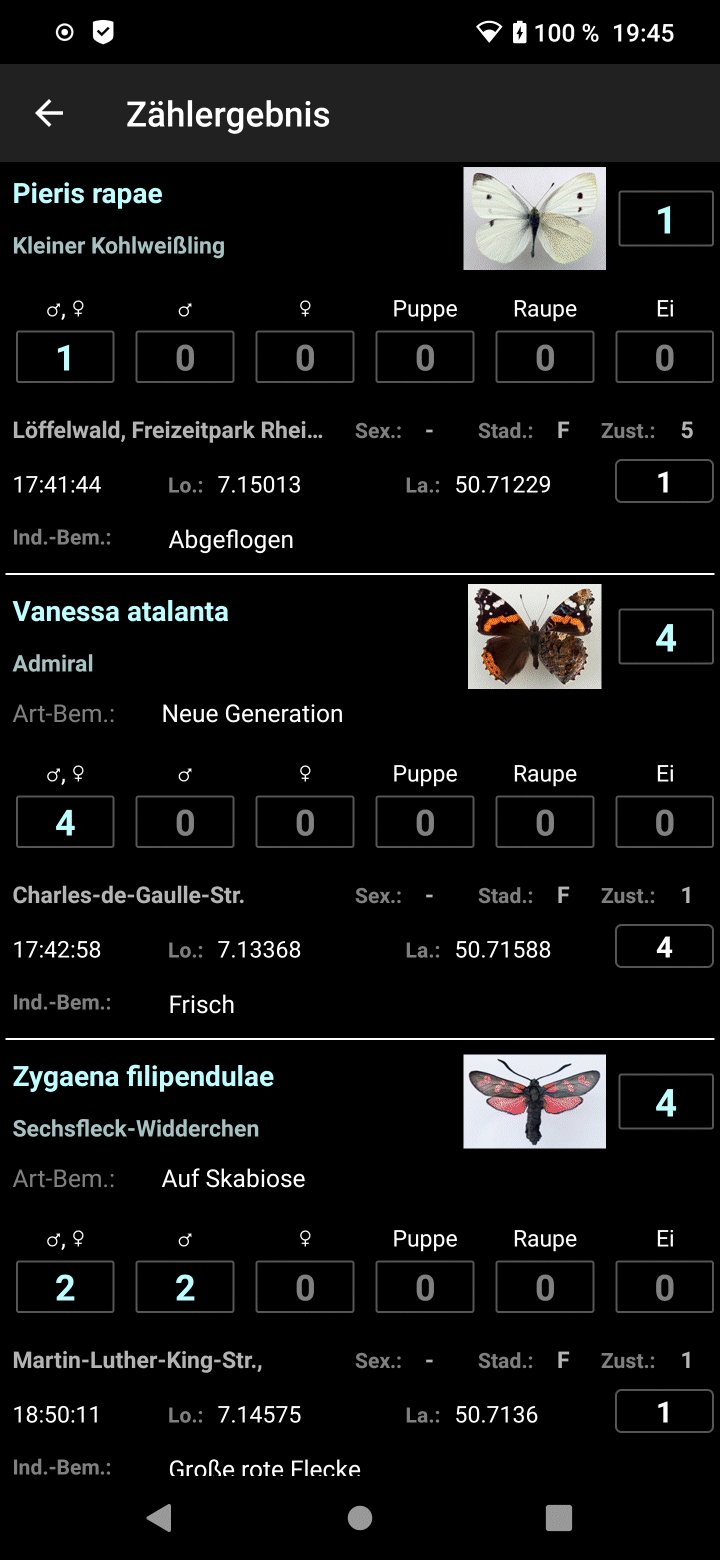 100 % 19:45
Zählergebnis
Pieris rapae
1
Kleiner Kohlweißling
♂, ♀ ♂ ♀ Puppe Raupe Ei
1 0 0 0 0 0
Löffelwald, Freizeitpark Rhei... Sex.: - Stad.: F Zust.: 5
17:41:44 Lo.: 7.15013 La.: 50.71229 1
Ind.-Bem.: Abgeflogen
Vanessa atalanta
4
Admiral
Art-Bem.: Neue Generation
♂, ♀ ♂ ♀ Puppe Raupe Ei
4 0 0 0 0 0
Charles-de-Gaulle-Str. Sex.: - Stad.: F Zust.: 1
17:42:58 Lo.: 7.13368 La.: 50.71588 4
Ind.-Bem.: Frisch
Zygaena filipendulae
4
Sechsfleck-Widderchen
Art-Bem.: Auf Skabiose
♂, ♀ ♂ ♀ Puppe Raupe Ei
2 2 0 0 0 0
Martin-Luther-King-Str., Sex.: - Stad.: F Zust.: 1
18:50:11 Lo.: 7.14575 La.: 50.7136 1
Ind.-Bem.: Große rote Flecke